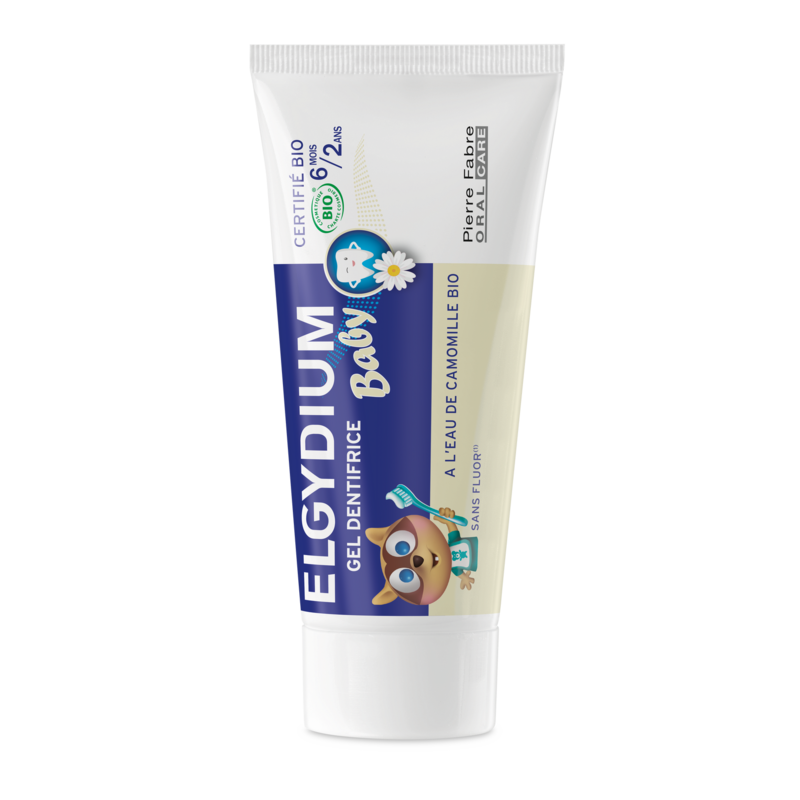 CERTIFIÉ BIO
6 MOIS / 2 ANS
COSMÉTIQUE
BIO
ELGYDIUM
Baby
GEL DENTIFRICE
A L'EAU DE CAMOMILLE BIO
SANS FLUOR(1)
Pierre Fabre
ORAL CARE